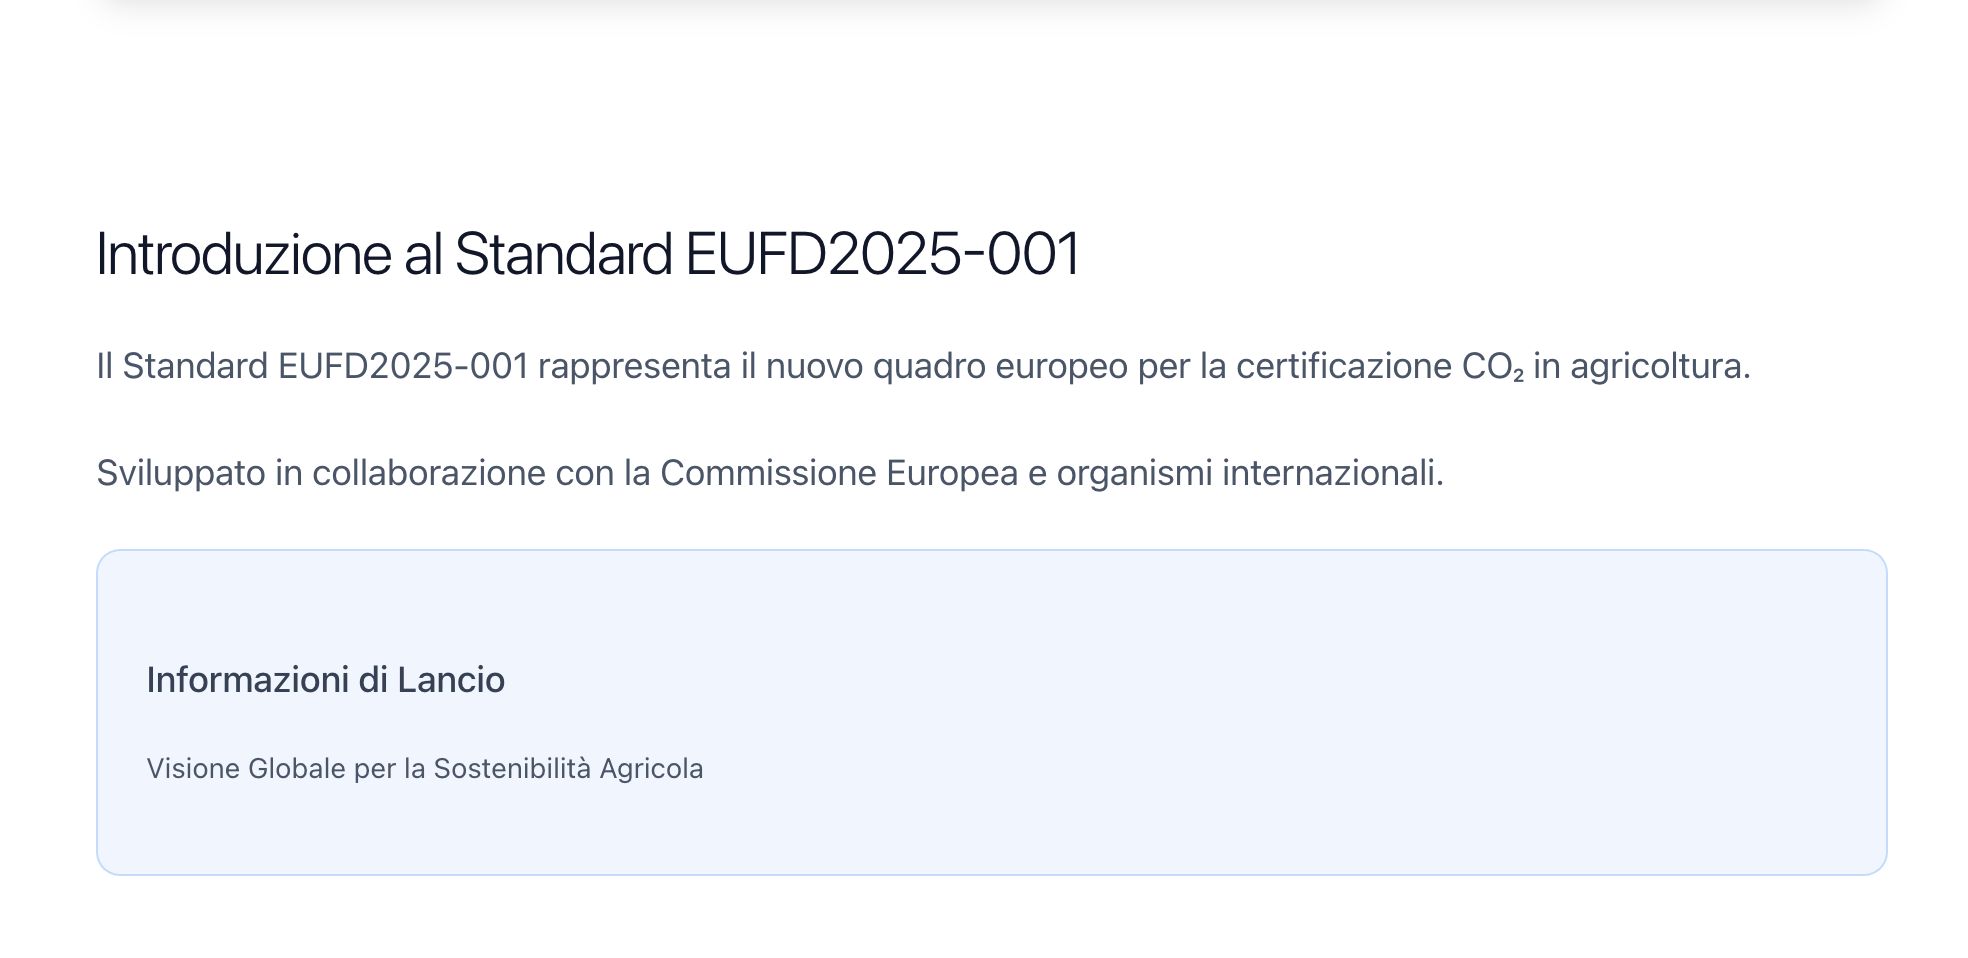 Introduzione al Standard EUFD2025-001
Il Standard EUFD2025-001 rappresenta il nuovo quadro europeo per la certificazione CO₂ in agricoltura.
Sviluppato in collaborazione con la Commissione Europea e organismi internazionali.
Informazioni di Lancio
Visione Globale per la Sostenibilità Agricola